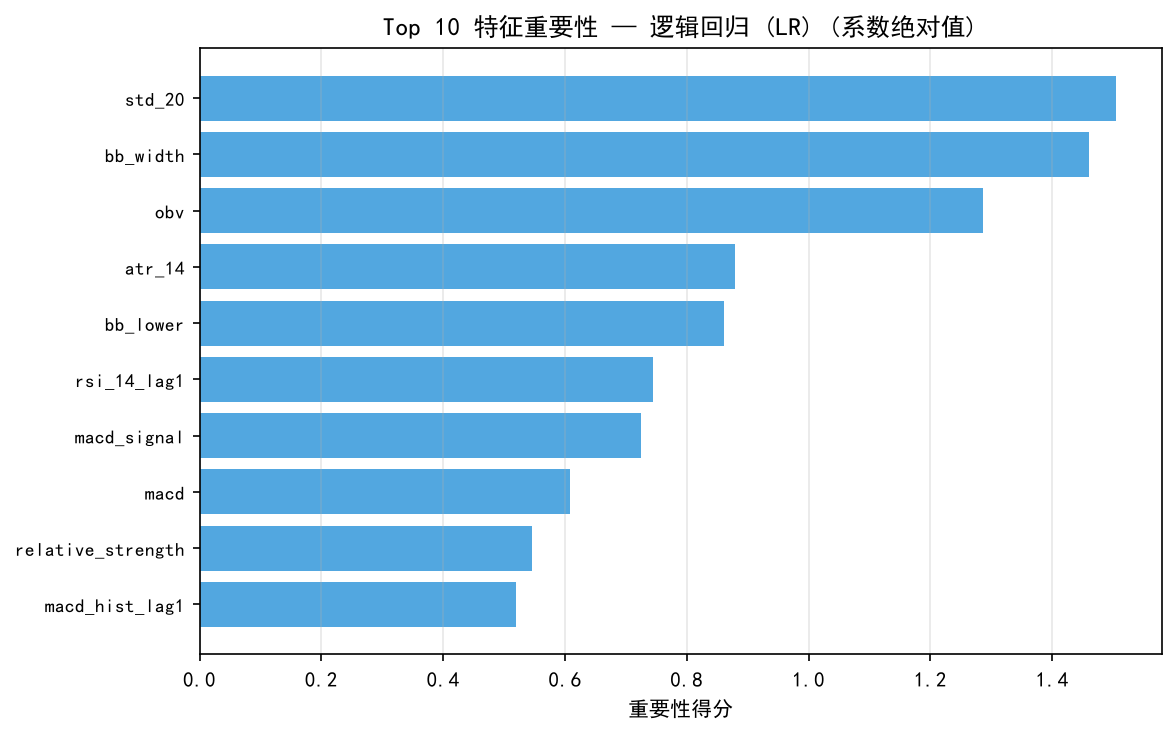 Top 10 特征重要性 — 逻辑回归 (LR) (系数绝对值)
std_20
bb_width
obv
atr_14
bb_lower
rsi_14_lag1
macd_signal
macd
relative_strength
macd_hist_lag1
0.0 0.2 0.4 0.6 0.8 1.0 1.2 1.4
重要性得分